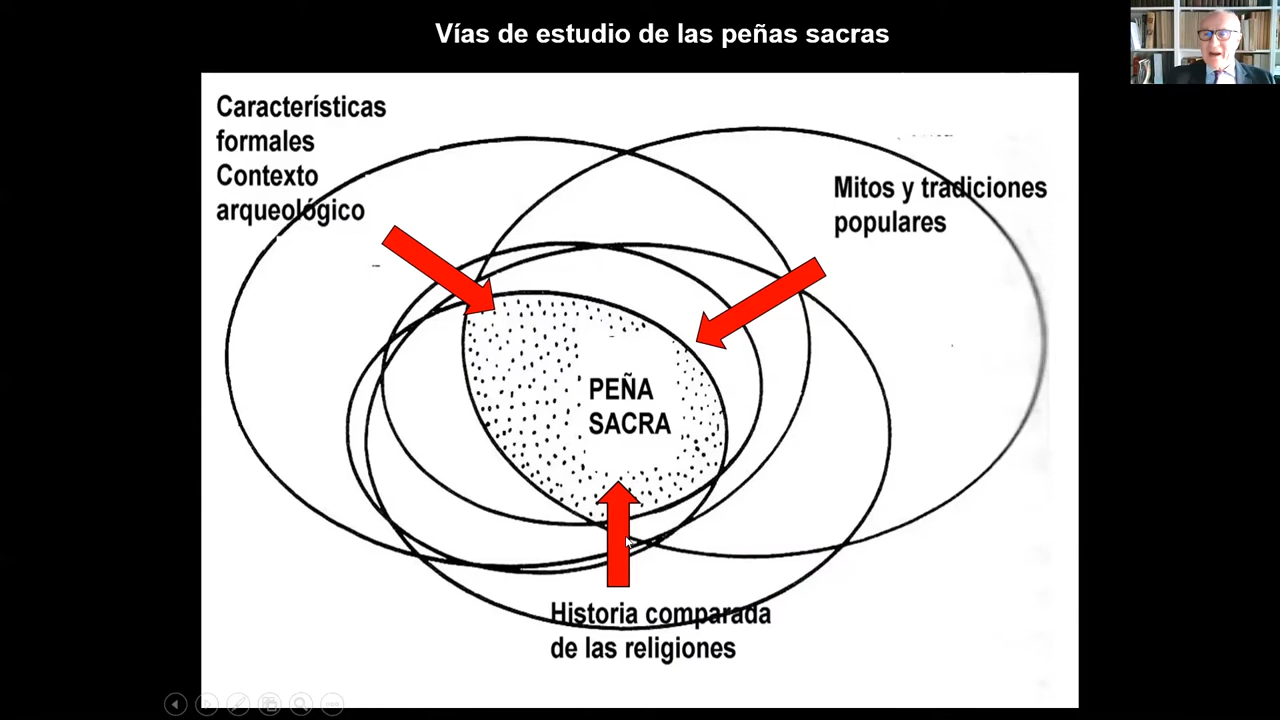 Vías de estudio de las peñas sacras
Características
formales
Contexto
arqueológico
Mitos y tradiciones
populares
PEÑA
SACRA
Historia comparada
de las religiones